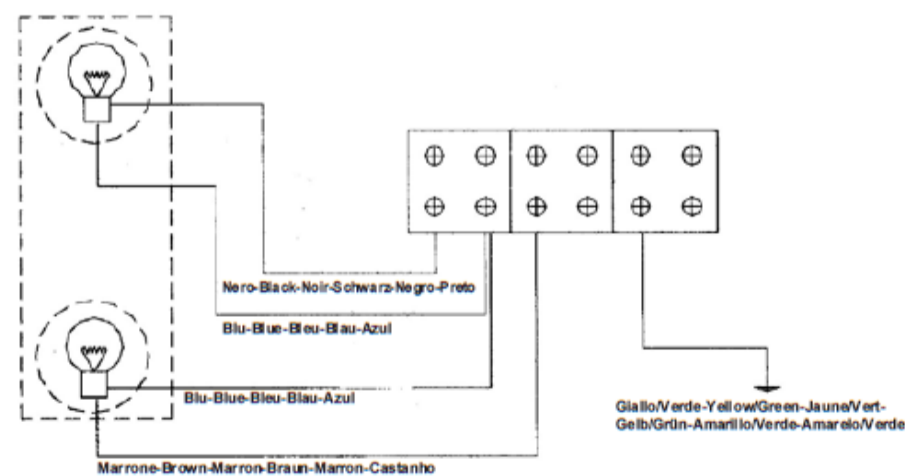 Nero-Black-Noir-Schwarz-Negro-Preto
Blu-Blue-Bleu-Blau-Azul
Blu-Blue-Bleu-Blau-Azul
Giallo/Verde-Yellow/Green-Jaune/Vert-
Gelb/Grün-Amarillo/Verde-Amarelo/Verde
Marrone-Brown-Marron-Braun-Marron-Castanho